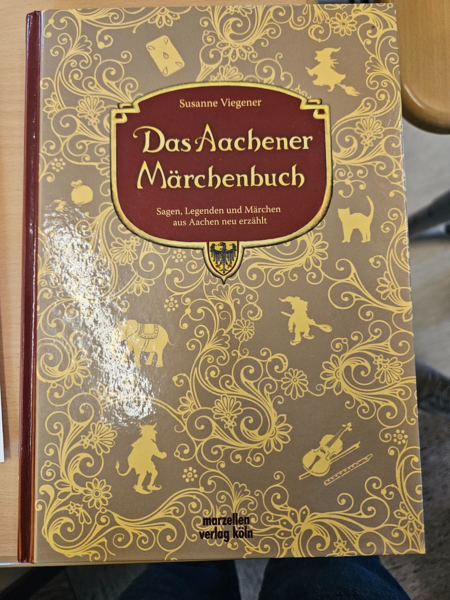 Susanne Viegener
Das Aachener
Märchenbuch
Sagen, Legenden und Märchen
aus Aachen neu erzählt
marzellen
verlag köln